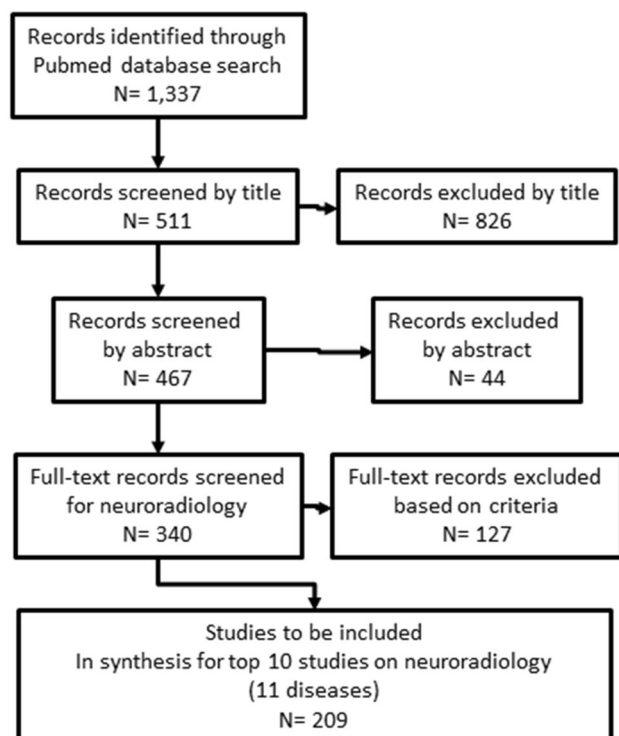 Records identified through
Pubmed database search
N= 1,337
Records screened by title
N= 511
Records excluded by title
N= 826
Records screened
by abstract
N= 467
Records excluded
by abstract
N= 44
Full-text records screened
for neuroradiology
N= 340
Full-text records excluded
based on criteria
N= 127
Studies to be included
In synthesis for top 10 studies on neuroradiology
(11 diseases)
N= 209